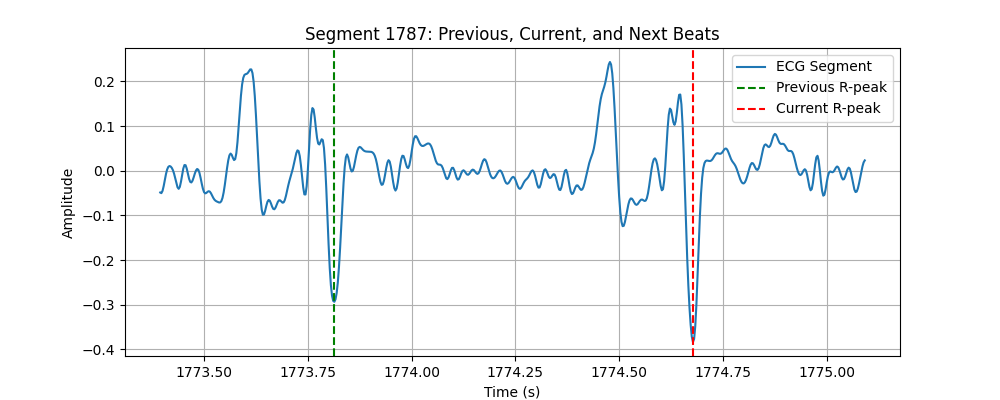 Segment 1787: Previous, Current, and Next Beats
ECG Segment
Previous R-peak
Current R-peak
0.2
0.1
0.0
−0.1
−0.2
−0.3
−0.4
Amplitude
1773.50 1773.75 1774.00 1774.25 1774.50 1774.75 1775.00
Time (s)